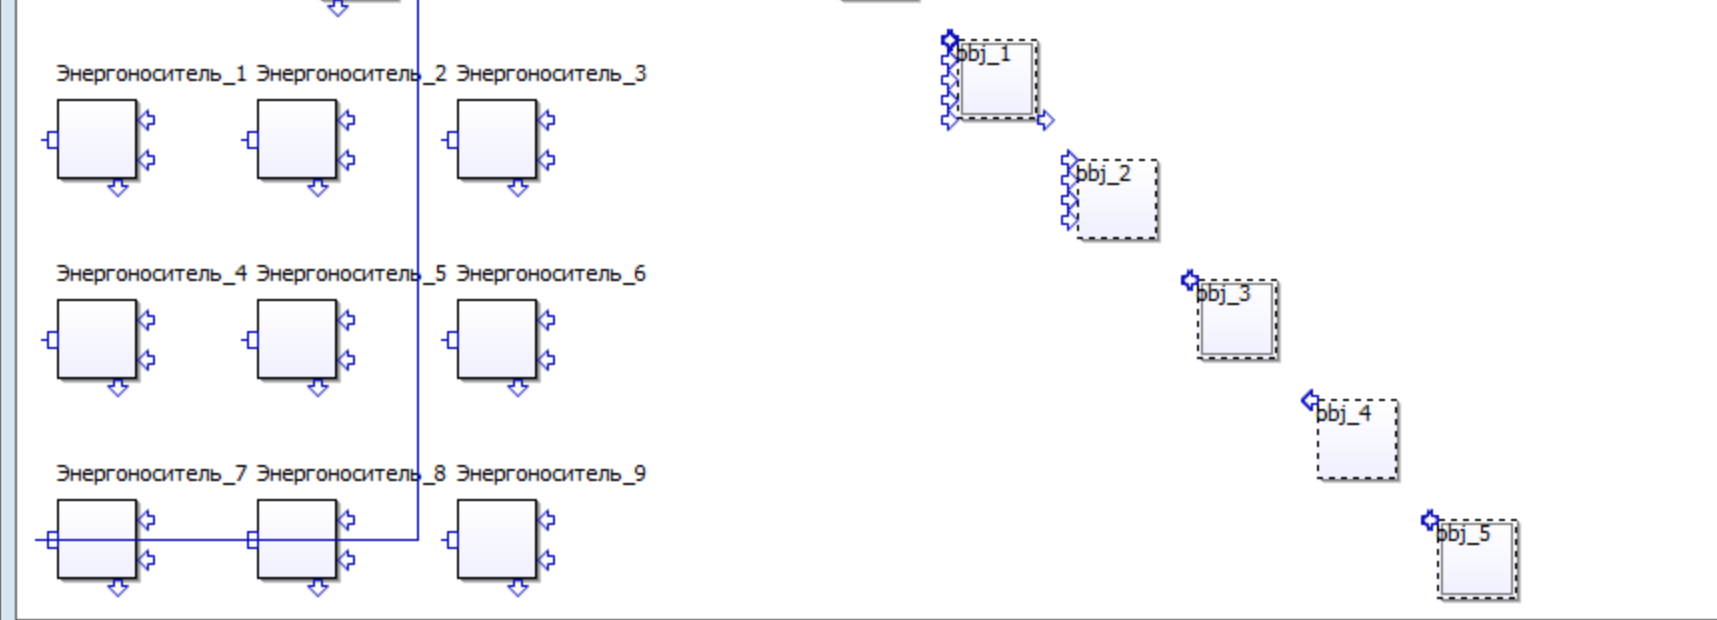 obj_1
Энергоноситель_1 Энергоноситель_2 Энергоноситель_3
obj_2
Энергоноситель_4 Энергоноситель_5 Энергоноситель_6
obj_3
obj_4
Энергоноситель_7 Энергоноситель_8 Энергоноситель_9
obj_5